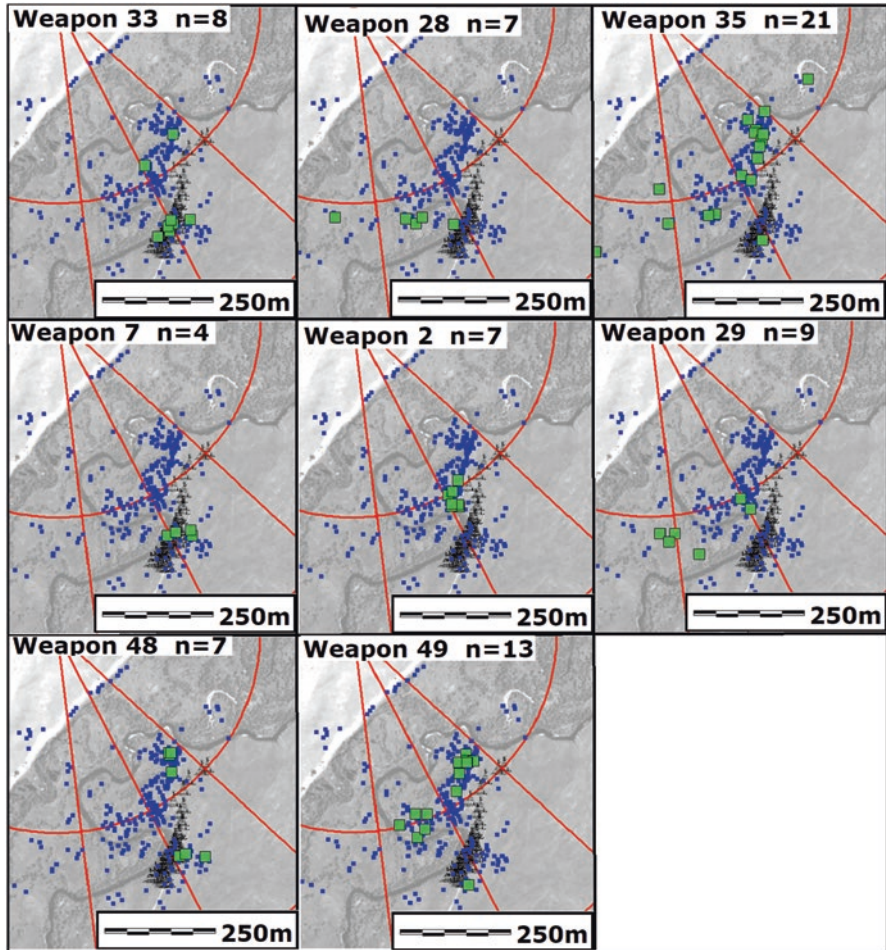 Weapon 33 n=8
Weapon 28 n=7
Weapon 35 n=21
250m
250m
250m
Weapon 7 n=4
Weapon 2 n=7
Weapon 29 n=9
250m
250m
250m
Weapon 48 n=7
Weapon 49 n=13
250m
250m